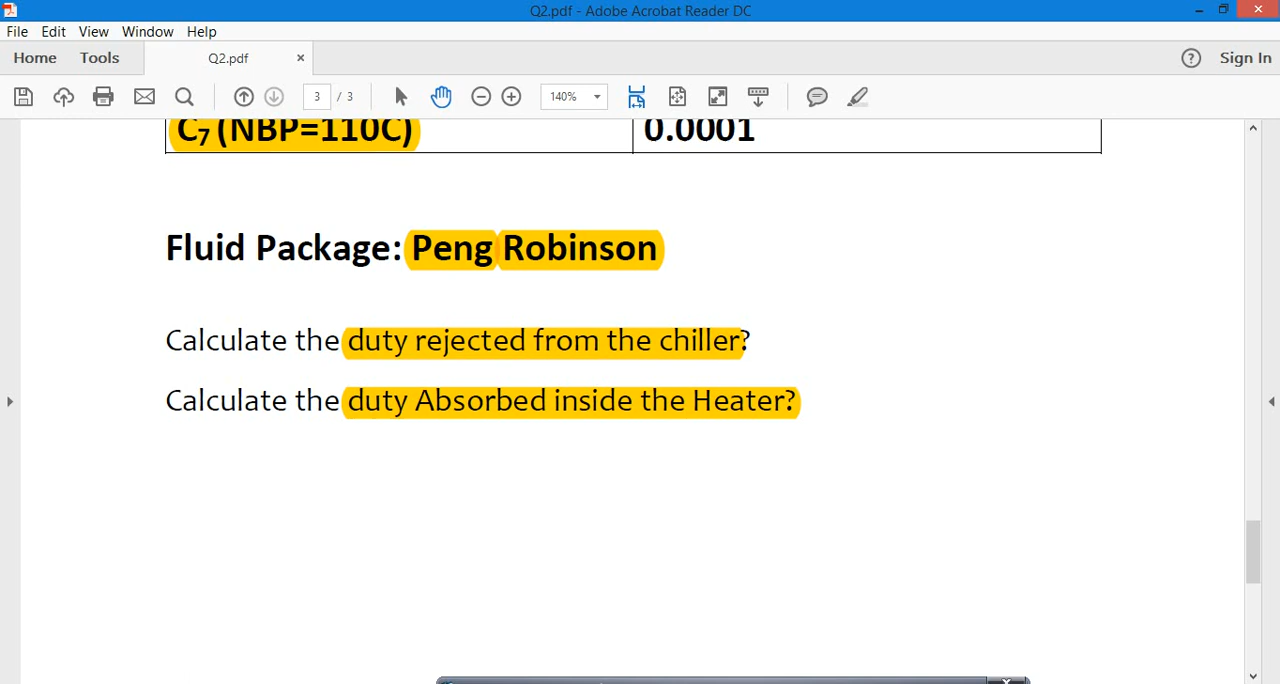 Q2.pdf - Adobe Acrobat Reader DC
File Edit View Window Help
Home Tools Q2.pdf × ? Sign In
3 / 3 140%
C₇ (NBP=110C) 0.0001
Fluid Package: Peng Robinson
Calculate the duty rejected from the chiller?
Calculate the duty Absorbed inside the Heater?